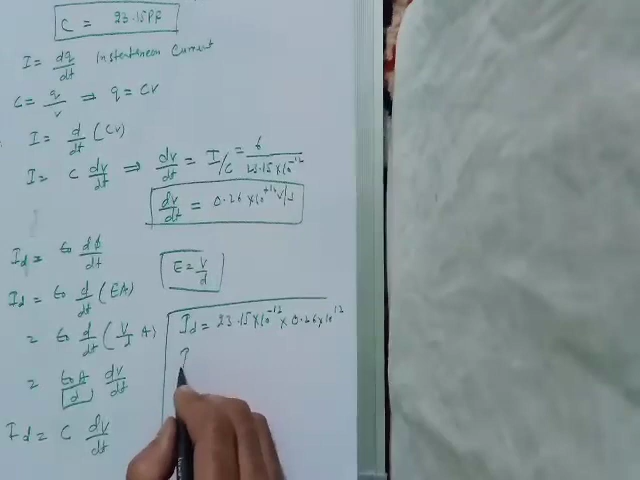 C = 23.15PF
I = dq/dt Instentaneous Current
C = q/v ⇒ q = CV
I = d/dt (CV)
I = C dv/dt ⇒ dv/dt = I/C = 6/23.15×10⁻¹²
dv/dt = 0.26×10⁺¹² V/s
Id = ε0 dϕ/dt
E = V/d
Id = ε0 d/dt (EA)
Id = 23.15×10⁻¹² × 0.26×10¹²
= ε0 d/dt (V/d A)
= ε0A/d dv/dt
Id = C dv/dt